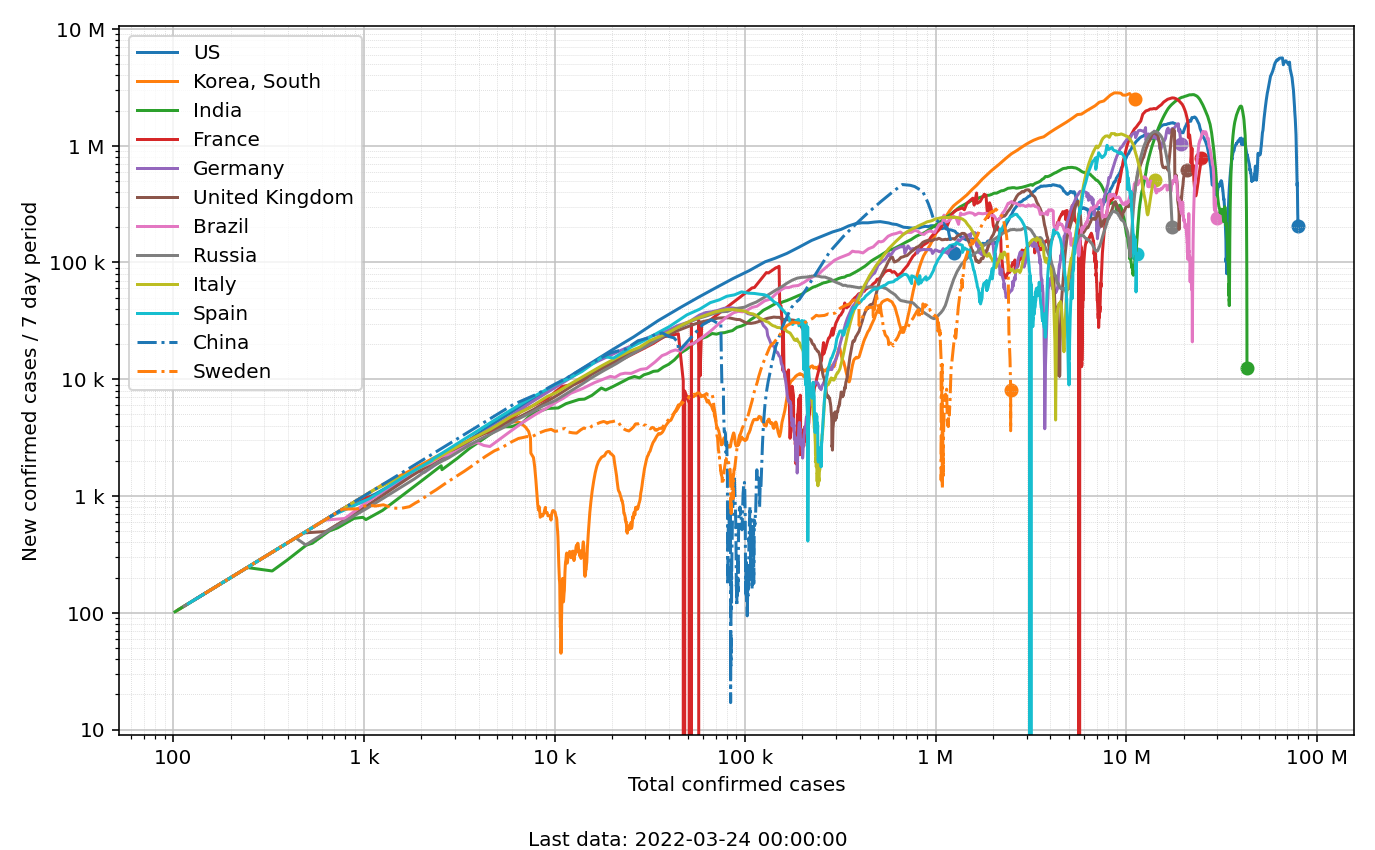 10 M
1 M
100 k
10 k
1 k
100
10
New confirmed cases / 7 day period
US
Korea, South
India
France
Germany
United Kingdom
Brazil
Russia
Italy
Spain
China
Sweden
100 1 k 10 k 100 k 1 M 10 M 100 M
Total confirmed cases
Last data: 2022-03-24 00:00:00